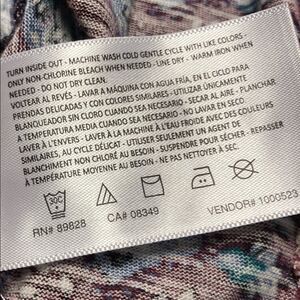 TURN INSIDE OUT - MACHINE WASH COLD GENTLE CYCLE WITH LIKE COLORS -
ONLY NON-CHLORINE BLEACH WHEN NEEDED - LINE DRY - WARM IRON WHEN
NEEDED - DO NOT DRY CLEAN.
VOLTEAR AL REVÉS - LAVAR A MÁQUINA CON AGUA FRÍA, EN EL CICLO PARA
PRENDAS DELICADAS Y CON COLORES SIMILARES - UTILIZAR ÚNICAMENTE
BLANQUEADOR SIN CLORO CUANDO SEA NECESARIO - SECAR A LA
A TEMPERATURA MEDIA CUANDO SEA NECESARIO - NO LAVAR EN SECO
LAVER À L'ENVERS - LAVER À LA MACHINE À L'EAU FROIDE AVEC DES COULEURS
SIMILAIRES, AU CYCLE DÉLICAT - UTILISER AU BESOIN UN AGENT DE
BLANCHIMENT NON CHLORÉ AU BESOIN - SUSPENDRE POUR SÉCHER - REPASSER
À TEMPÉRATURE MOYENNE AU BESOIN - NE PAS NETTOYER À SEC.
30C
RN# 89828 CA# 08349 VENDOR# 1000523